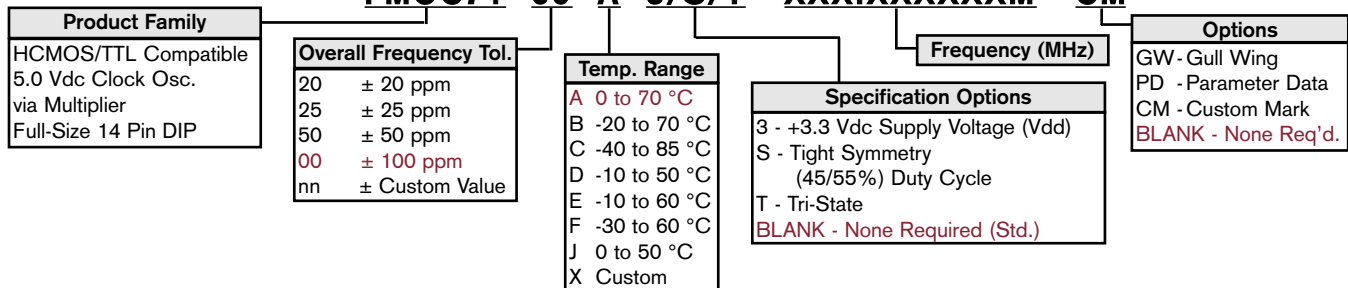 Product Family
HCMOS/TTL Compatible
5.0 Vdc Clock Osc.
via Multiplier
Full-Size 14 Pin DIP
Overall Frequency Tol.
20 ± 20 ppm
25 ± 25 ppm
50 ± 50 ppm
00 ± 100 ppm
nn ± Custom Value
Temp. Range
A 0 to 70 °C
B -20 to 70 °C
C -40 to 85 °C
D -10 to 50 °C
E -10 to 60 °C
F -30 to 60 °C
J 0 to 50 °C
X Custom
Frequency (MHz)
Specification Options
3 - +3.3 Vdc Supply Voltage (Vdd)
S - Tight Symmetry
(45/55%) Duty Cycle
T - Tri-State
BLANK - None Required (Std.)
Options
GW - Gull Wing
PD - Parameter Data
CM - Custom Mark
BLANK - None Req'd.